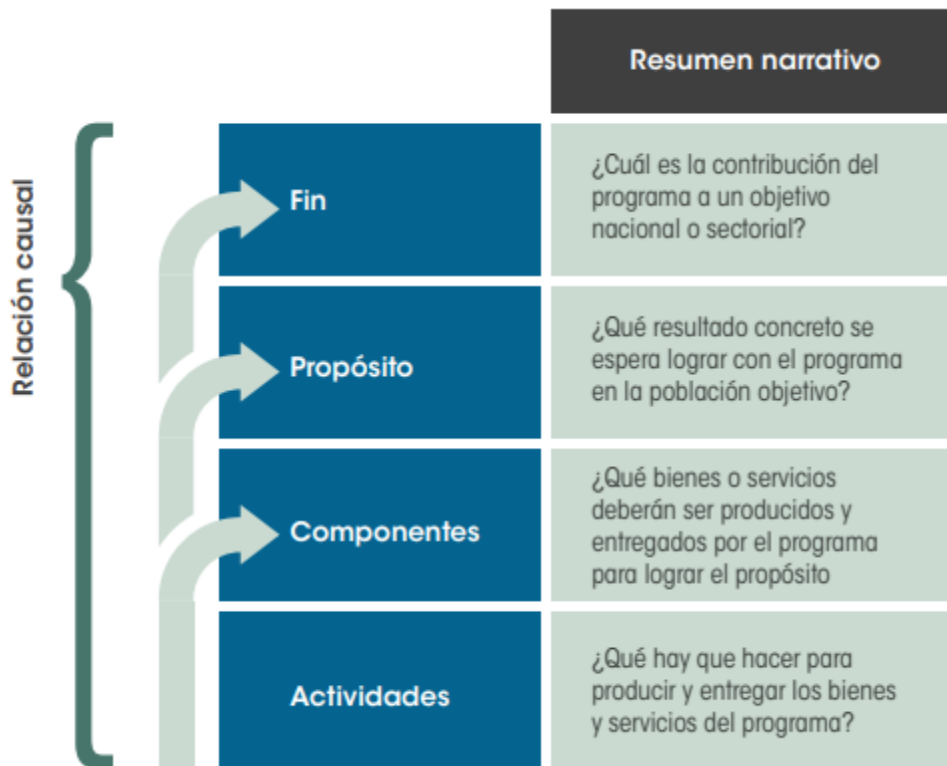 Resumen narrativo
Relación causal
Fin
¿Cuál es la contribución del
programa a un objetivo
nacional o sectorial?
Propósito
¿Qué resultado concreto se
espera lograr con el programa
en la población objetivo?
Componentes
¿Qué bienes o servicios
deberán ser producidos y
entregados por el programa
para lograr el propósito
Actividades
¿Qué hay que hacer para
producir y entregar los bienes
y servicios del programa?